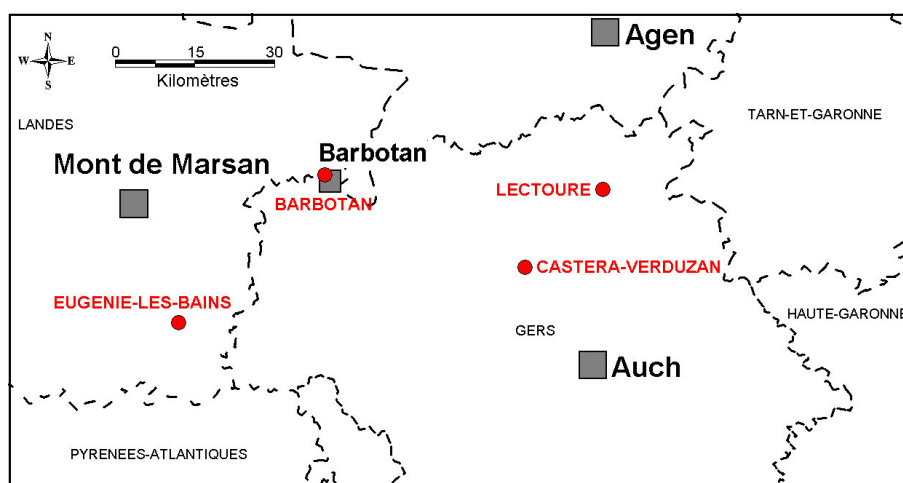 N
W E
S
0 15 30
Kilomètres
Agen
LANDES
TARN-ET-GARONNE
Mont de Marsan
Barbotan
BARBOTAN
LECTOURE
CASTERA-VERDUZAN
EUGENIE-LES-BAINS
HAUTE-GARONNE
GERS
Auch
PYRENEES-ATLANTIQUES